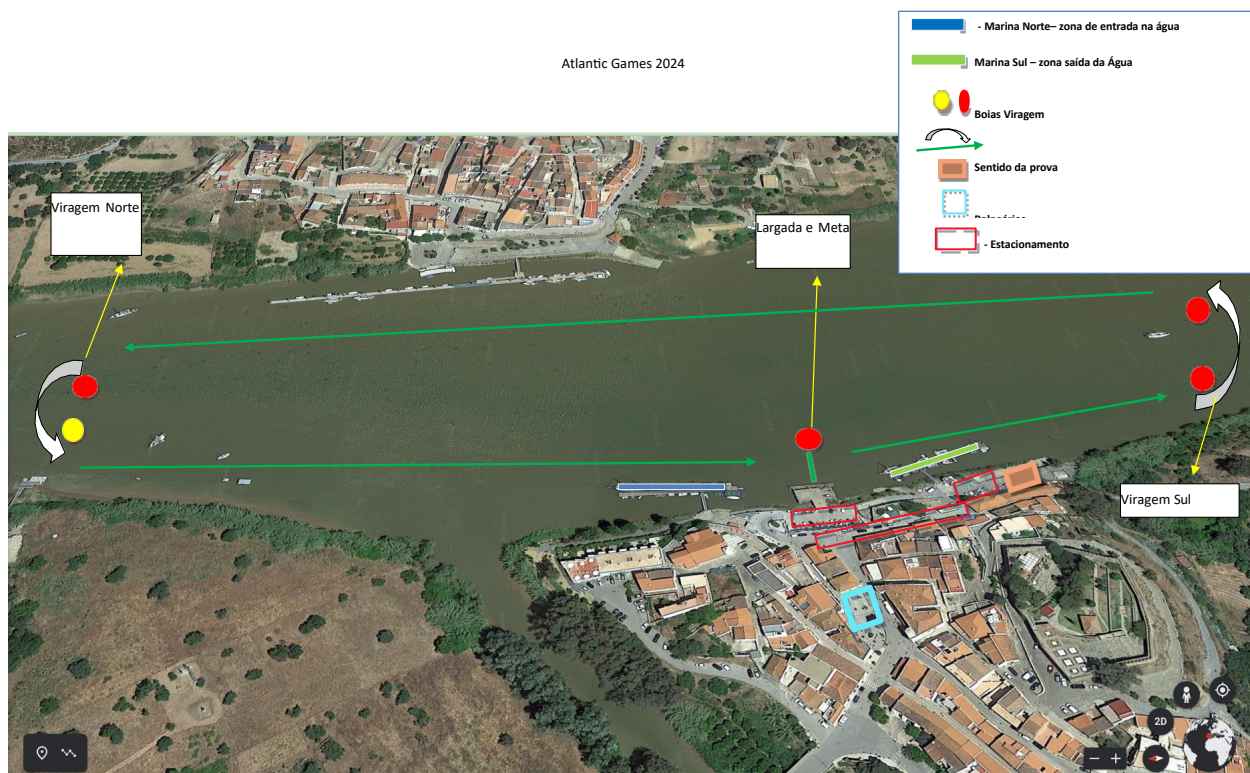 Atlantic Games 2024
- Marina Norte– zona de entrada na água
Marina Sul – zona saída da Água
Boias Viragem
Sentido da prova
- Estacionamento
Viragem Norte
Largada e Meta
Viragem Sul
2D